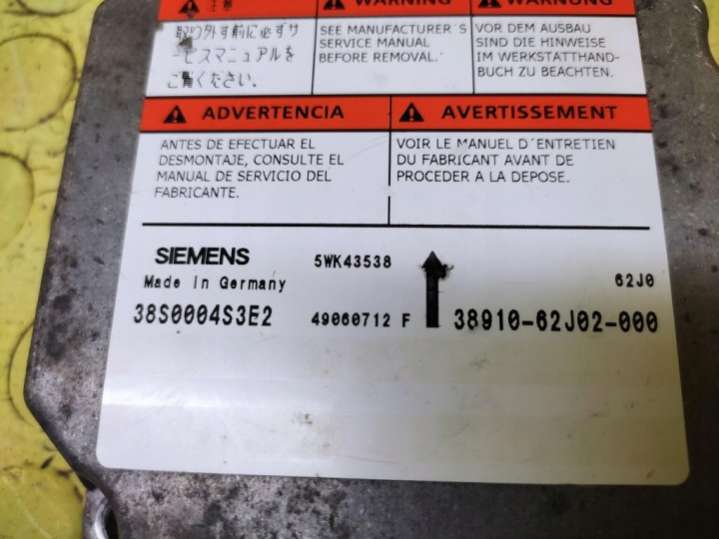 注意
WARNING
WARNUNG
取り外す前に必ずサ
ービスマニュアルを
ご覧ください。
SEE MANUFACTURER´S
SERVICE MANUAL
BEFORE REMOVAL.
VOR DEM AUSBAU
SIND DIE HINWEISE
IM WERKSTATTHAND-
BUCH ZU BEACHTEN.
ADVERTENCIA
AVERTISSEMENT
ANTES DE EFECTUAR EL
DESMONTAJE, CONSULTE EL
MANUAL DE SERVICIO DEL
FABRICANTE.
VOIR LE MANUEL D´ENTRETIEN
DU FABRICANT AVANT DE
PROCEDER A LA DEPOSE.
SIEMENS
5WK43538
62J0
Made in Germany
38S0004S3E2
49060712 F
38910-62J02-000